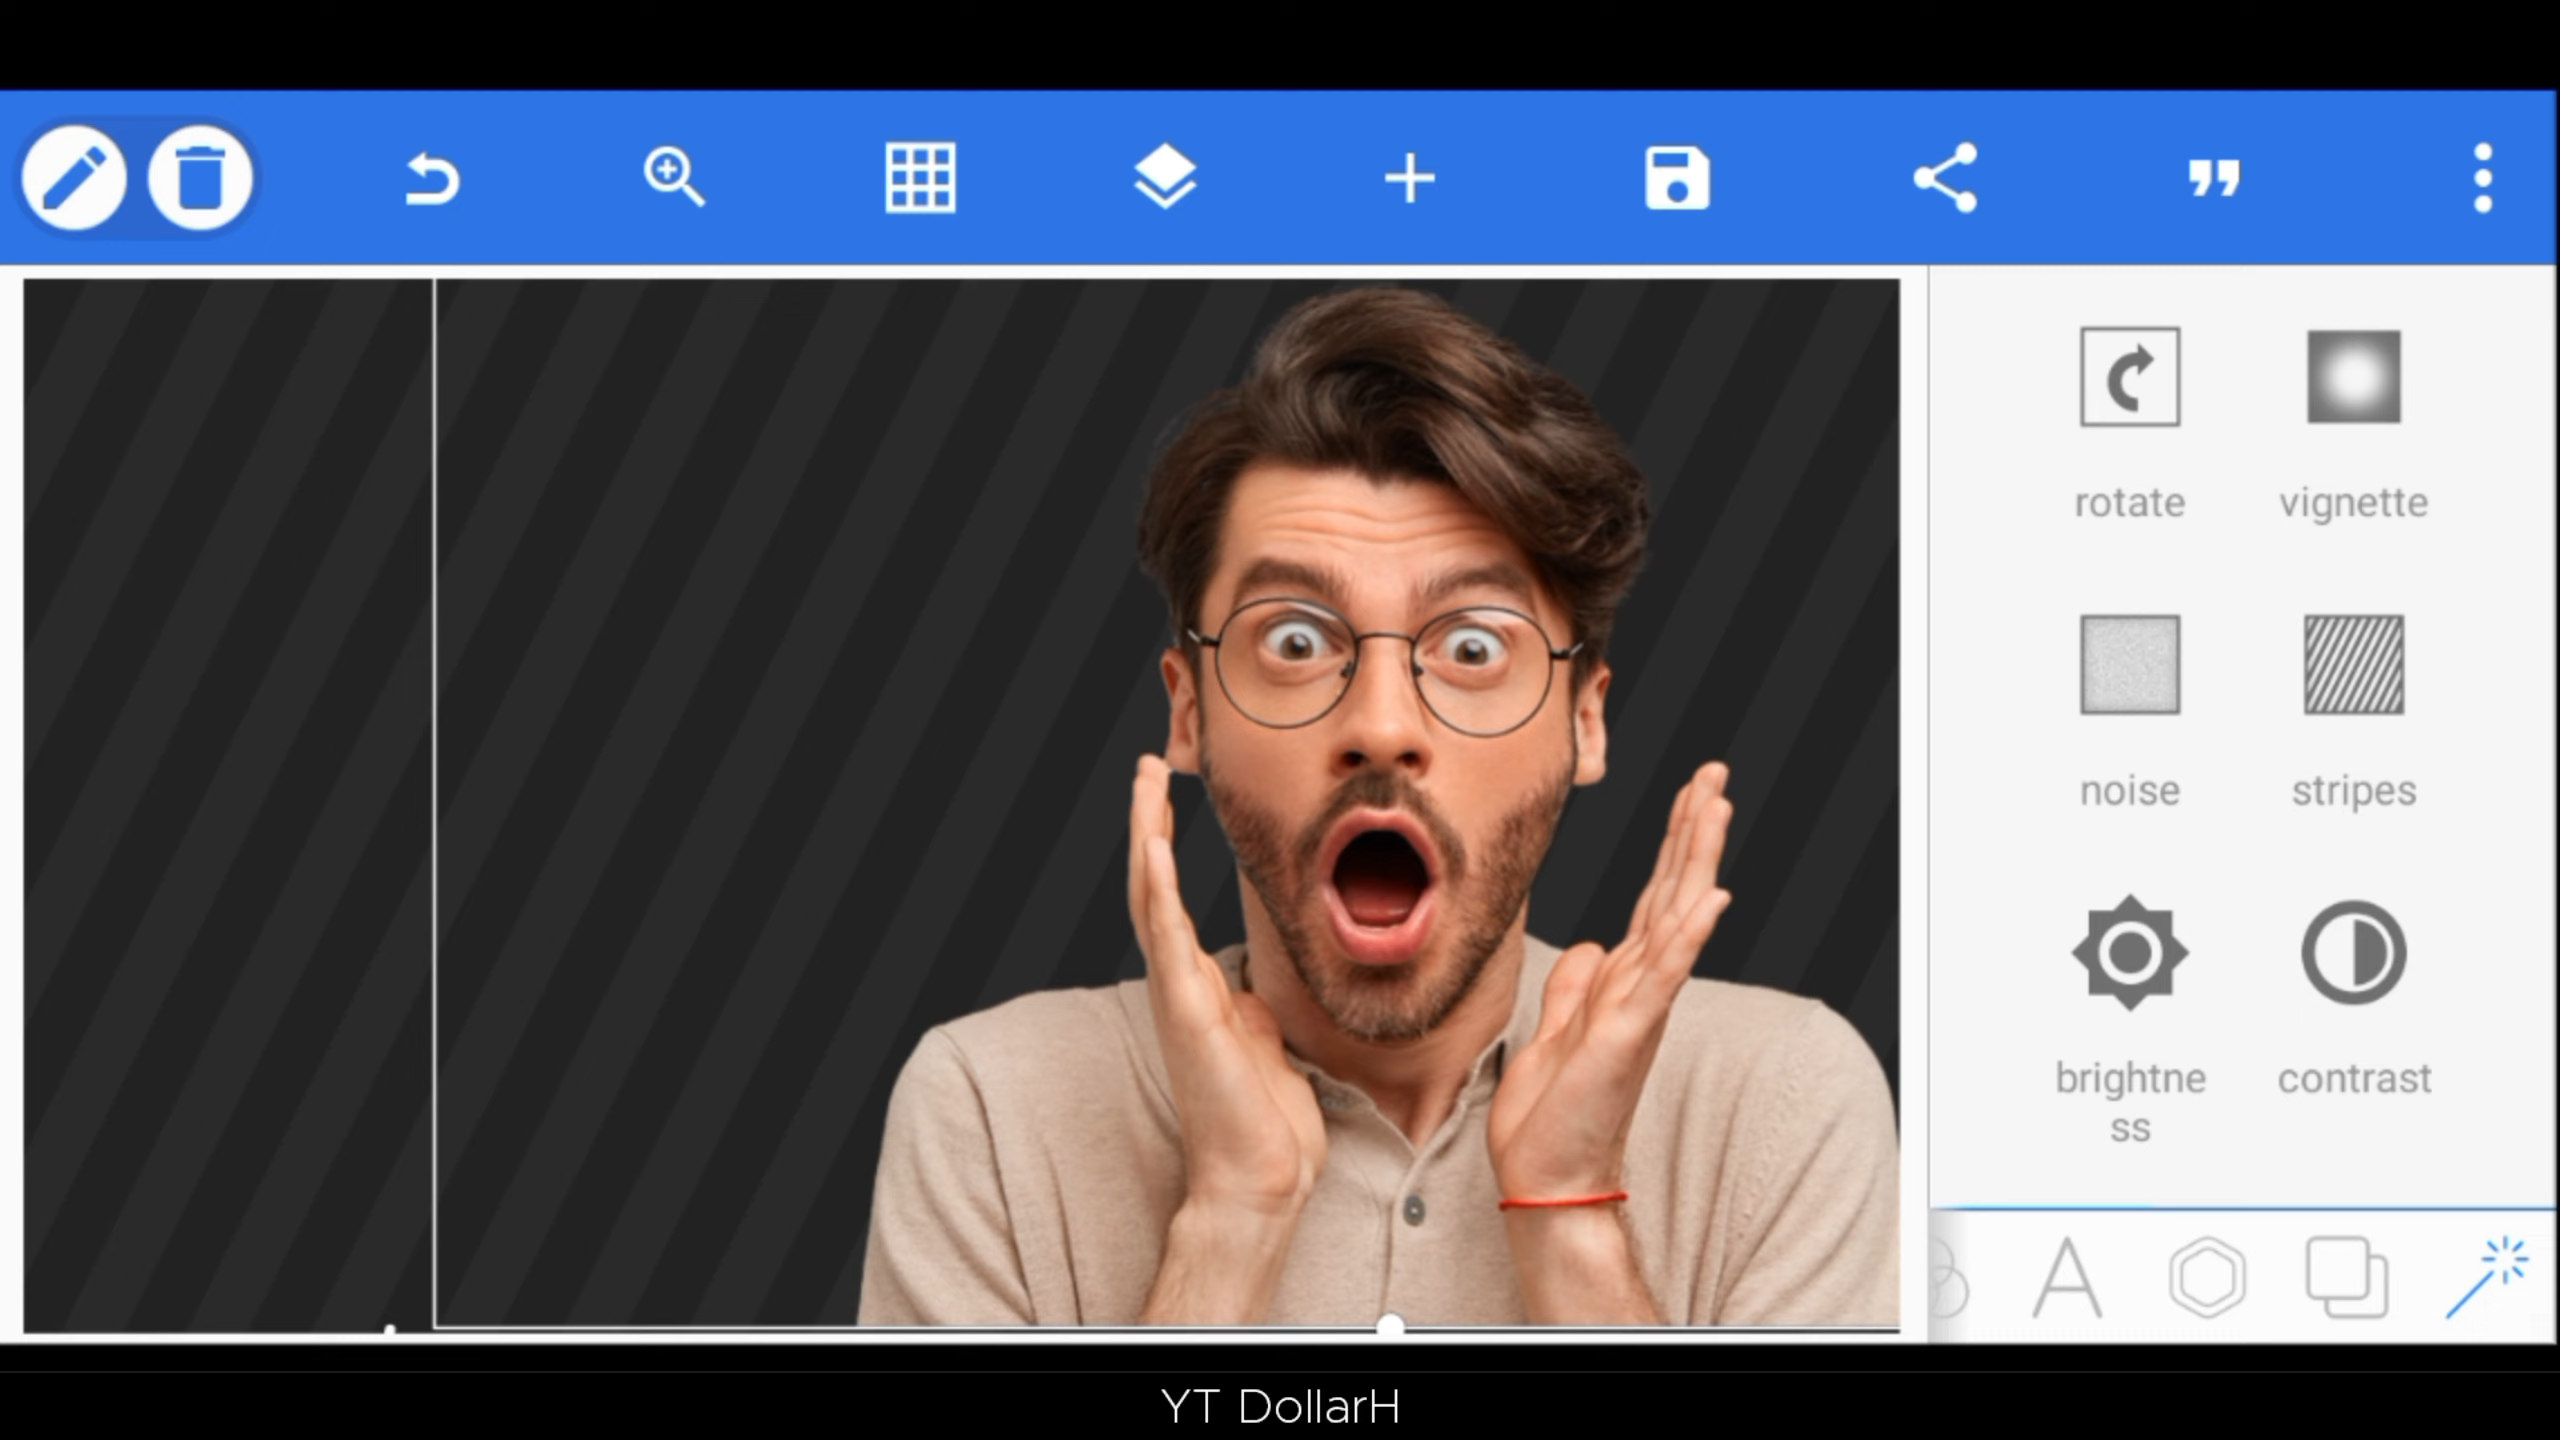 rotate
vignette
noise
stripes
brightne
ss
contrast
YT DollarH